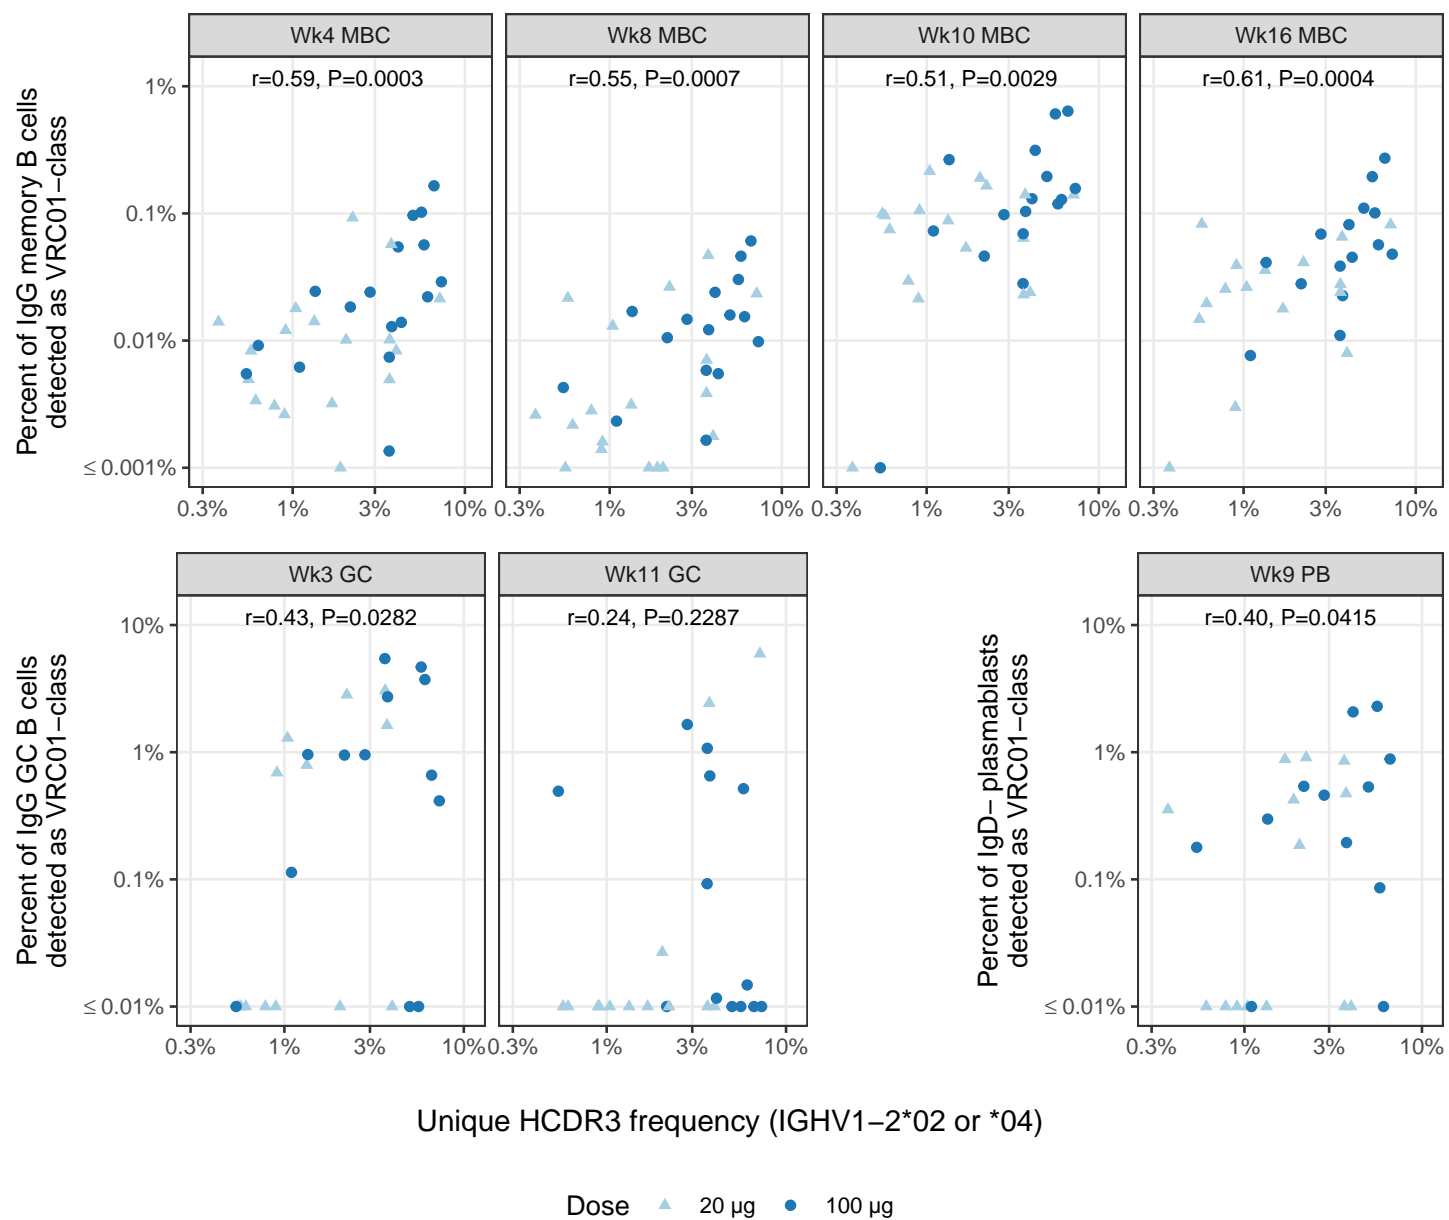 Wk4 MBC
Wk8 MBC
Wk10 MBC
Wk16 MBC
r=0.59, P=0.0003
r=0.55, P=0.0007
r=0.51, P=0.0029
r=0.61, P=0.0004
Percent of IgG memory B cells
detected as VRC01−class
1%
0.1%
0.01%
≤ 0.001%
0.3% 1% 3% 10%
0.3% 1% 3% 10%
0.3% 1% 3% 10%
0.3% 1% 3% 10%
Wk3 GC
Wk11 GC
Wk9 PB
r=0.43, P=0.0282
r=0.24, P=0.2287
r=0.40, P=0.0415
Percent of IgG GC B cells
detected as VRC01−class
10%
1%
0.1%
≤ 0.01%
0.3% 1% 3% 10%
0.3% 1% 3% 10%
Percent of IgD− plasmablasts
detected as VRC01−class
10%
1%
0.1%
≤ 0.01%
0.3% 1% 3% 10%
Unique HCDR3 frequency (IGHV1−2*02 or *04)
Dose 20 μg 100 μg